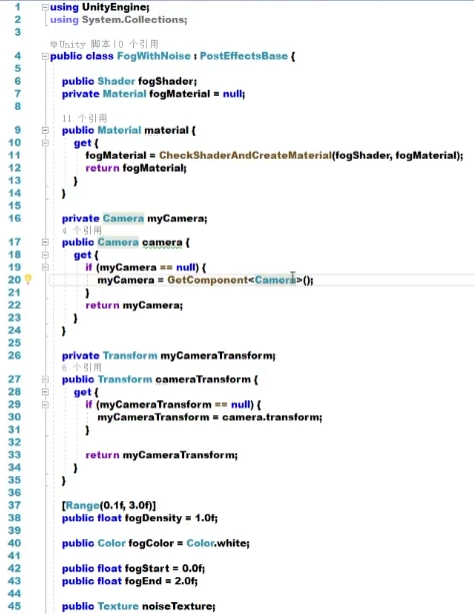 1 using UnityEngine;
2 using System.Collections;
3
Unity 脚本|0 个引用
4 public class FogWithNoise : PostEffectsBase {
5
6 public Shader fogShader;
7 private Material fogMaterial = null;
8
11 个引用
9 public Material material {
10 get {
11 fogMaterial = CheckShaderAndCreateMaterial(fogShader, fogMaterial);
12 return fogMaterial;
13 }
14 }
15
16 private Camera myCamera;
4 个引用
17 public Camera camera {
18 get {
19 if (myCamera == null) {
20 myCamera = GetComponent<Camera>();
21 }
22 return myCamera;
23 }
24 }
25
26 private Transform myCameraTransform;
6 个引用
27 public Transform cameraTransform {
28 get {
29 if (myCameraTransform == null) {
30 myCameraTransform = camera.transform;
31 }
32
33 return myCameraTransform;
34 }
35 }
36
37 [Range(0.1f, 3.0f)]
38 public float fogDensity = 1.0f;
39
40 public Color fogColor = Color.white;
41
42 public float fogStart = 0.0f;
43 public float fogEnd = 2.0f;
44
45 public Texture noiseTexture;